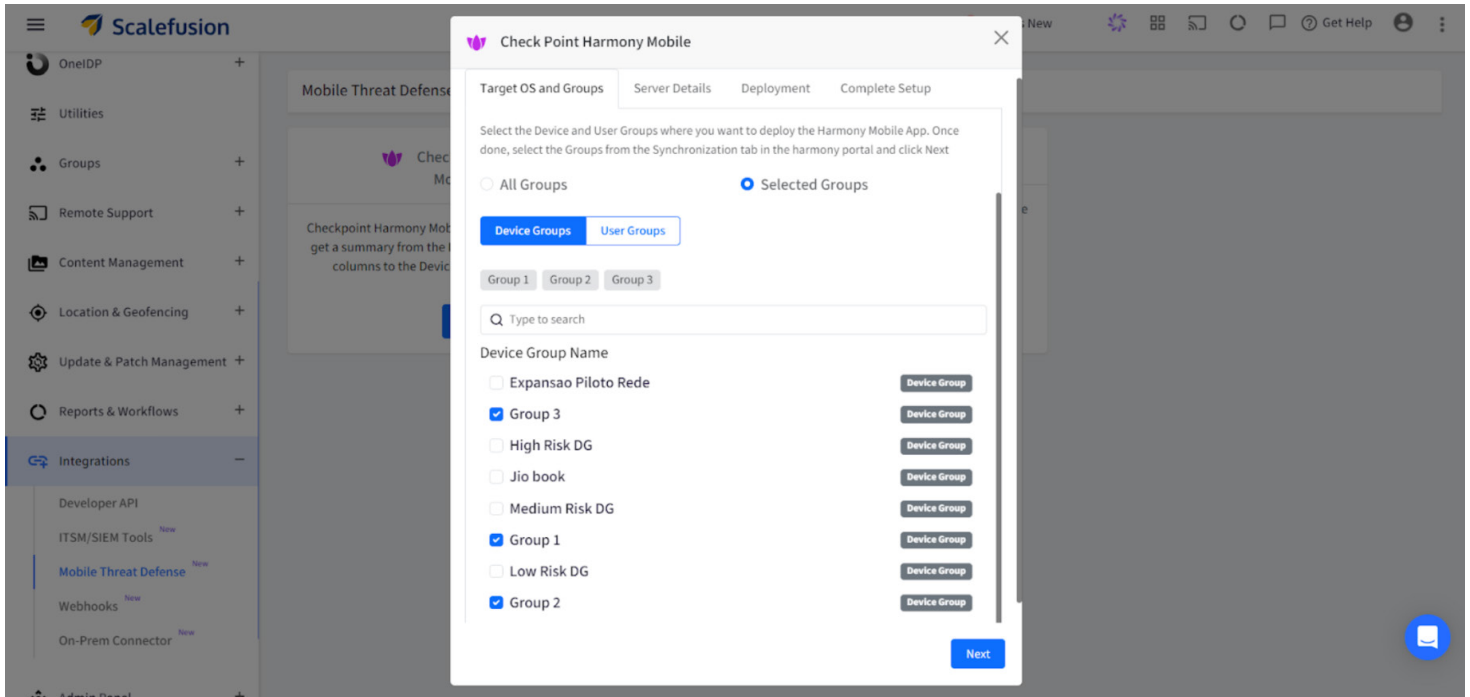 Scalefusion
s New
Get Help
OneIDP
Utilities
Groups
Remote Support
Content Management
Location & Geofencing
Update & Patch Management
Reports & Workflows
Integrations
Developer API
ITSM/SIEM Tools New
Mobile Threat Defense New
Webhooks New
On-Prem Connector New
Admin Panel
Mobile Threat Defense
Chec
Mo
Checkpoint Harmony Mob
get a summary from the
columns to the Devic
e
Check Point Harmony Mobile
Target OS and Groups Server Details Deployment Complete Setup
Select the Device and User Groups where you want to deploy the Harmony Mobile App. Once
done, select the Groups from the Synchronization tab in the harmony portal and click Next
All Groups Selected Groups
Device Groups User Groups
Group 1 Group 2 Group 3
Type to search
Device Group Name
Expansao Piloto Rede Device Group
Group 3 Device Group
High Risk DG Device Group
Jio book Device Group
Medium Risk DG Device Group
Group 1 Device Group
Low Risk DG Device Group
Group 2 Device Group
Next